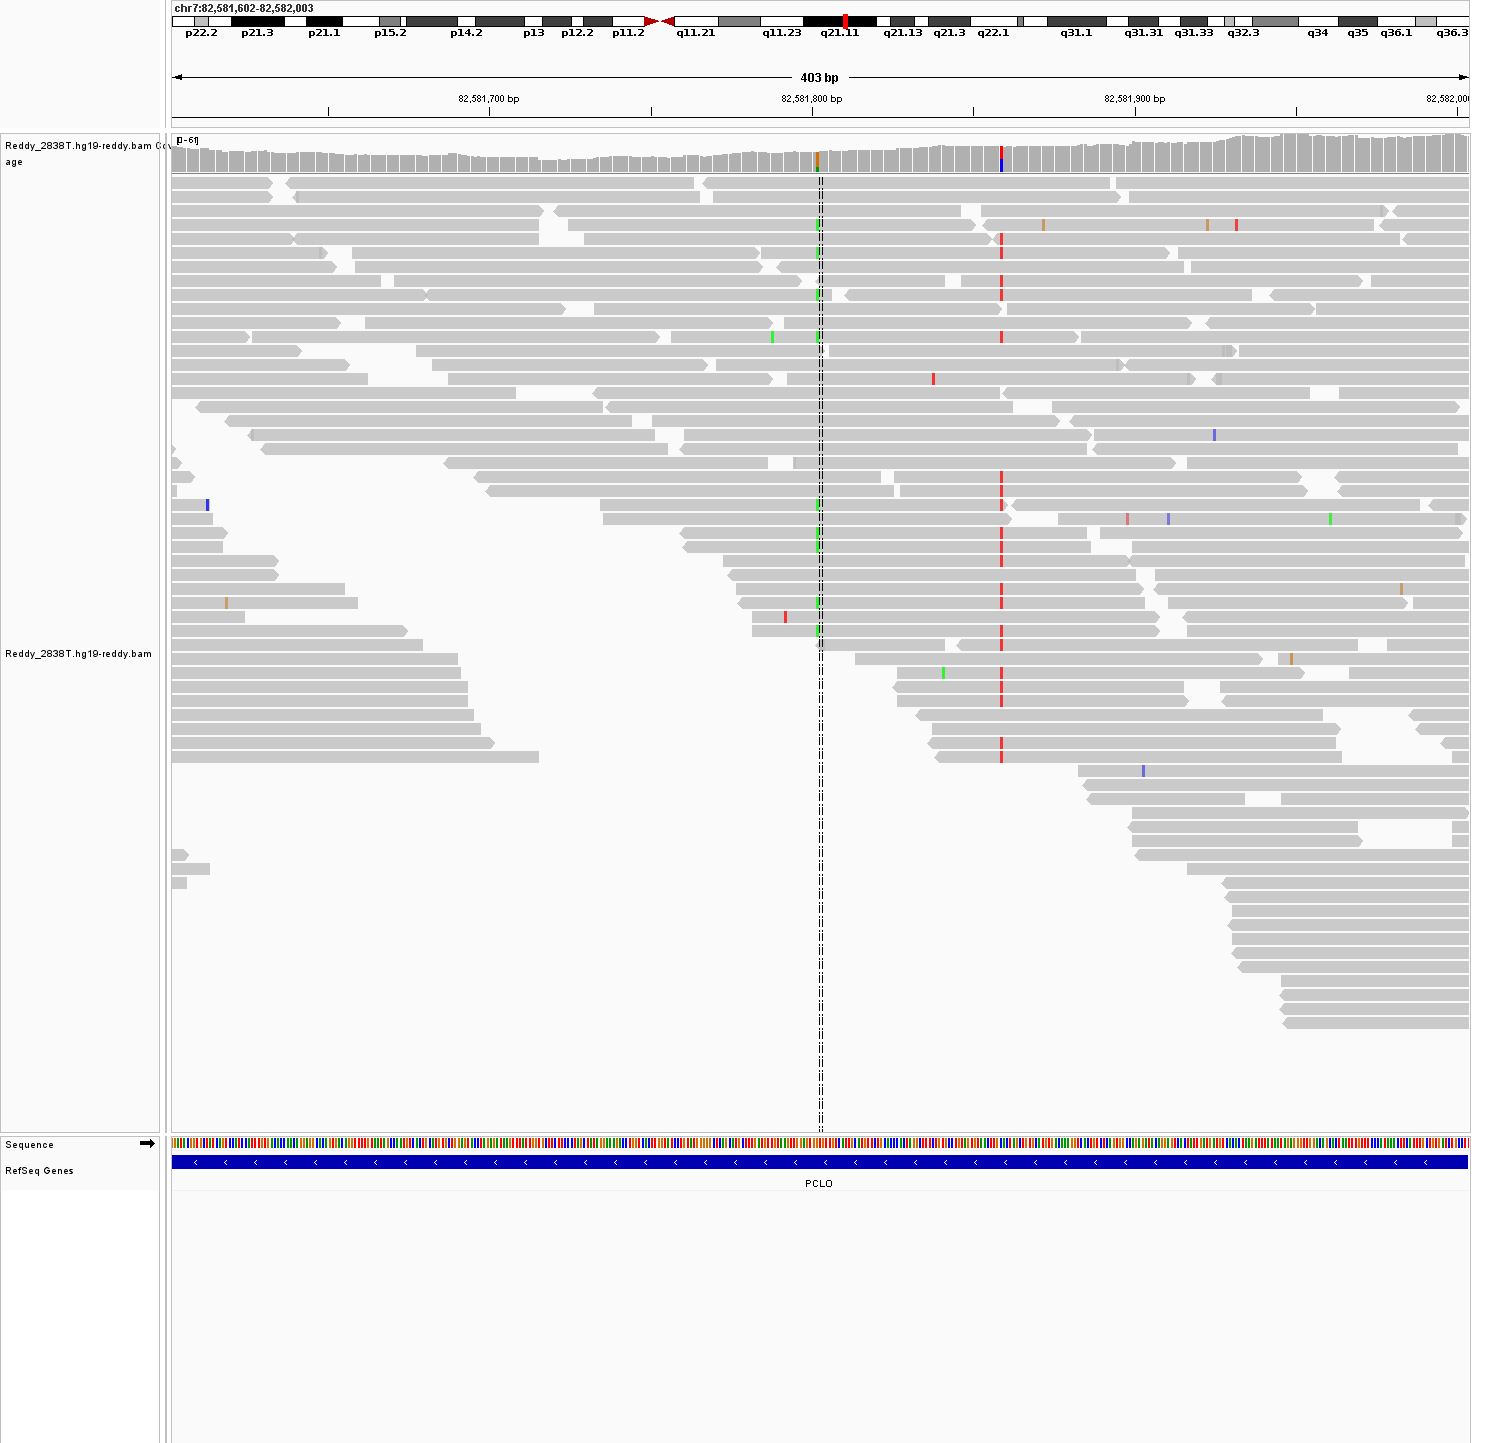 chr7:82,581,602-82,582,003
p22.2 p21.3 p21.1 p15.2 p14.2 p13 p12.2 p11.2 q11.21 q11.23 q21.11 q21.13 q21.3 q22.1 q31.1 q31.31 q31.33 q32.3 q34 q35 q36.1 q36.3
403 bp
82,581,700 bp 82,581,800 bp 82,581,900 bp 82,582,000
Reddy_2838T.hg19-reddy.bam Cov
age
[0-61]
Reddy_2838T.hg19-reddy.bam
Sequence
RefSeq Genes
PCLO